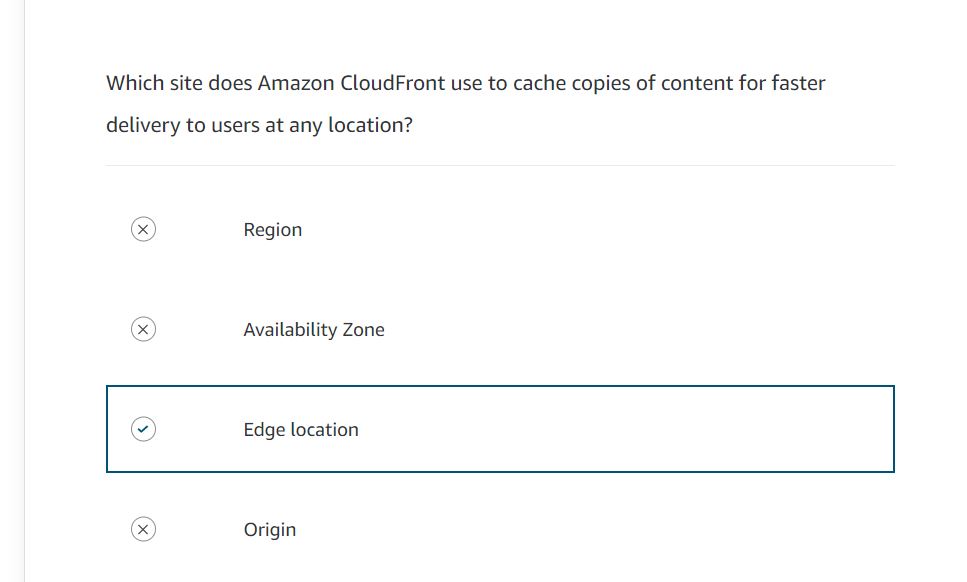 Which site does Amazon CloudFront use to cache copies of content for faster
delivery to users at any location?
Region
Availability Zone
Edge location
Origin